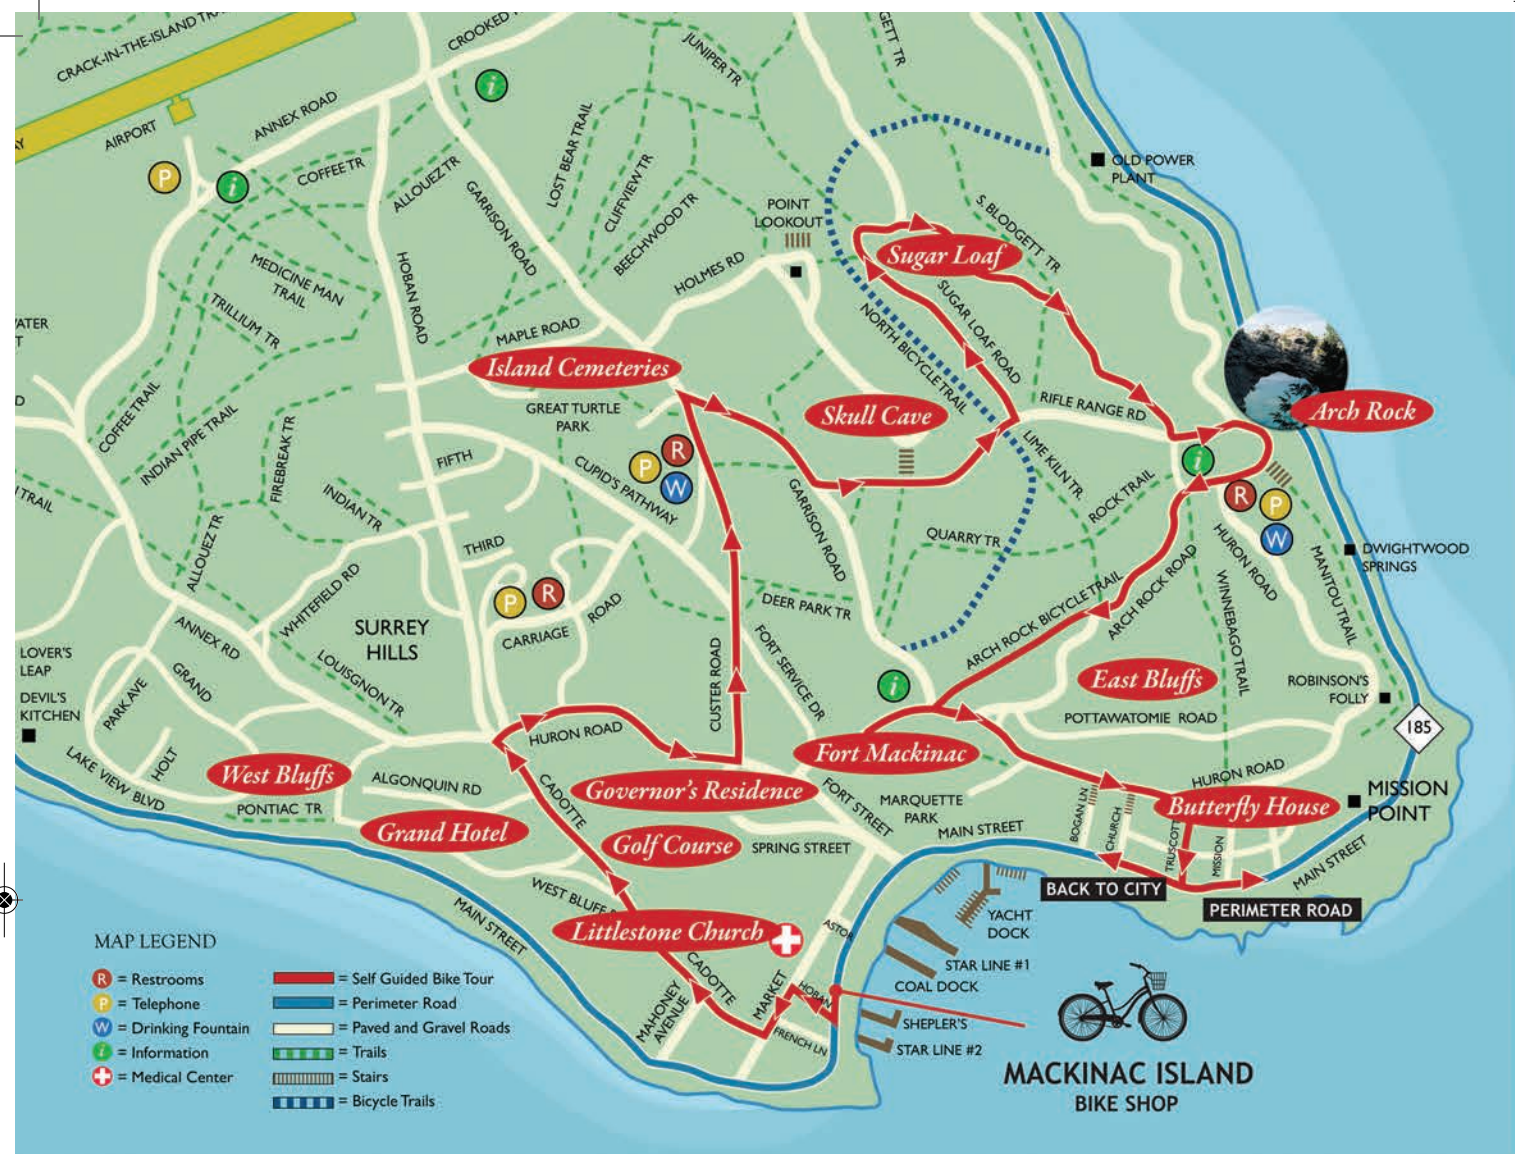 CRACK-IN-THE-ISLAND TRA
CROOKED
JUNIPER TR
GETT TR
ANNEX ROAD
AIRPORT
AY
P
i
i
COFFEE TR
ALLOUEZ TR
GARRISON ROAD
LOST BEAR TRAIL
CLIFFVIEW TR
BEECHWOOD TR
POINT
LOOKOUT
S. BLODGETT TR
OLD POWER
PLANT
HOLMES RD
Sugar Loaf
MEDICINE MAN
TRAIL
TRILLIUM TR
HOBAN ROAD
MAPLE ROAD
NORTH BICYCLE TRAIL
SUGAR LOAF ROAD
ATER
T
D
Island Cemeteries
GREAT TURTLE
PARK
Skull Cave
RIFLE RANGE RD
Arch Rock
COFFEE TRAIL
INDIAN PIPE TRAIL
FIREBREAK TR
FIFTH
CUPID'S PATHWAY
R
P
W
LIME KILN TR
ROCK TRAIL
i
R
P
W
TRAIL
INDIAN TR
THIRD
GARRISON ROAD
QUARRY TR
HURON ROAD
MANITOU TRAIL
DWIGHTWOOD
SPRINGS
ALLOUEZ TR
WHITEFIELD RD
P
R
CARRIAGE
ROAD
DEER PARK TR
ARCH ROCK BICYCLE TRAIL
ARCH ROCK ROAD
WINNEBAGO TRAIL
ANNEX RD
SURREY
HILLS
LOVER'S
LEAP
DEVIL'S
KITCHEN
PARK AVE
GRAND
LOUISGNON TR
CUSTER ROAD
FORT SERVICE DR
i
East Bluffs
ROBINSON'S
FOLLY
POTTAWATOMIE ROAD
185
HOLT
HURON ROAD
LAKE VIEW BLVD
West Bluffs
PONTIAC TR
ALGONQUIN RD
CADOTTE
Governor's Residence
Fort Mackinac
FORT STREET
MARQUETTE
PARK
HURON ROAD
BOGAN LN
CHURCH
Butterfly House
MISSION
POINT
Grand Hotel
Golf Course
SPRING STREET
MAIN STREET
TRUSCOTT
MISSION
MAIN STREET
BACK TO CITY
PERIMETER ROAD
WEST BLUFF
MAIN STREET
Littlestone Church
ASTOR
YACHT
DOCK
STAR LINE #1
COAL DOCK
CADOTTE
MARKET
HOBAN
MAHONEY
AVENUE
FRENCH LN
SHEPLER'S
STAR LINE #2
MACKINAC ISLAND
BIKE SHOP
MAP LEGEND
R = Restrooms
P = Telephone
W = Drinking Fountain
i = Information
= Medical Center
= Self Guided Bike Tour
= Perimeter Road
= Paved and Gravel Roads
= Trails
= Stairs
= Bicycle Trails